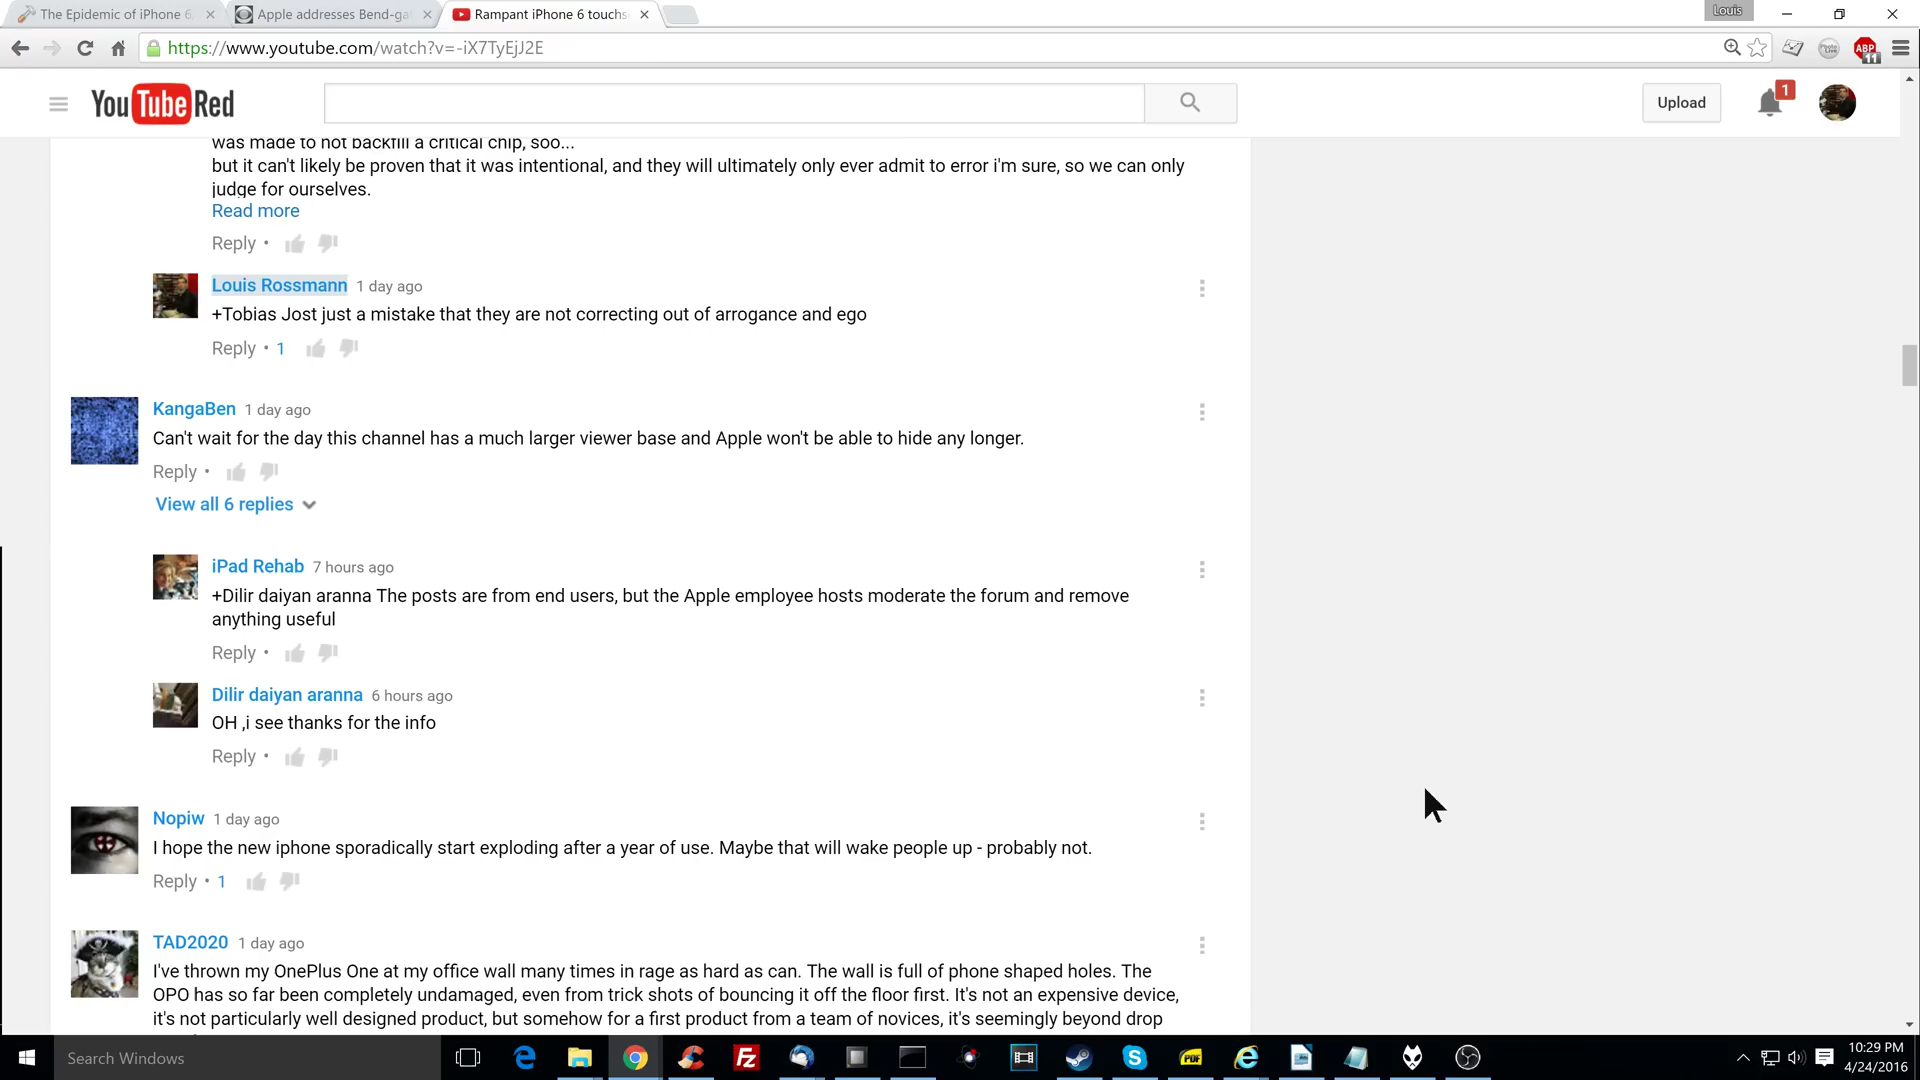 The Epidemic of iPhone 6
Apple addresses Bend-ga
Rampant iPhone 6 touchs
Louis
https://www.youtube.com/watch?v=-iX7TyEjJ2E
ABP
11
YouTube Red
Upload
1
was made to not backfill a critical chip, soo...
but it can't likely be proven that it was intentional, and they will ultimately only ever admit to error i'm sure, so we can only
judge for ourselves.
Read more
Reply •
Louis Rossmann 1 day ago
+Tobias Jost just a mistake that they are not correcting out of arrogance and ego
Reply • 1
KangaBen 1 day ago
Can't wait for the day this channel has a much larger viewer base and Apple won't be able to hide any longer.
Reply •
View all 6 replies
iPad Rehab 7 hours ago
+Dilir daiyan aranna The posts are from end users, but the Apple employee hosts moderate the forum and remove
anything useful
Reply •
Dilir daiyan aranna 6 hours ago
OH ,i see thanks for the info
Reply •
Nopiw 1 day ago
I hope the new iphone sporadically start exploding after a year of use. Maybe that will wake people up - probably not.
Reply • 1
TAD2020 1 day ago
I've thrown my OnePlus One at my office wall many times in rage as hard as can. The wall is full of phone shaped holes. The
OPO has so far been completely undamaged, even from trick shots of bouncing it off the floor first. It's not an expensive device,
it's not particularly well designed product, but somehow for a first product from a team of novices, it's seemingly beyond drop
Search Windows
10:29 PM
4/24/2016